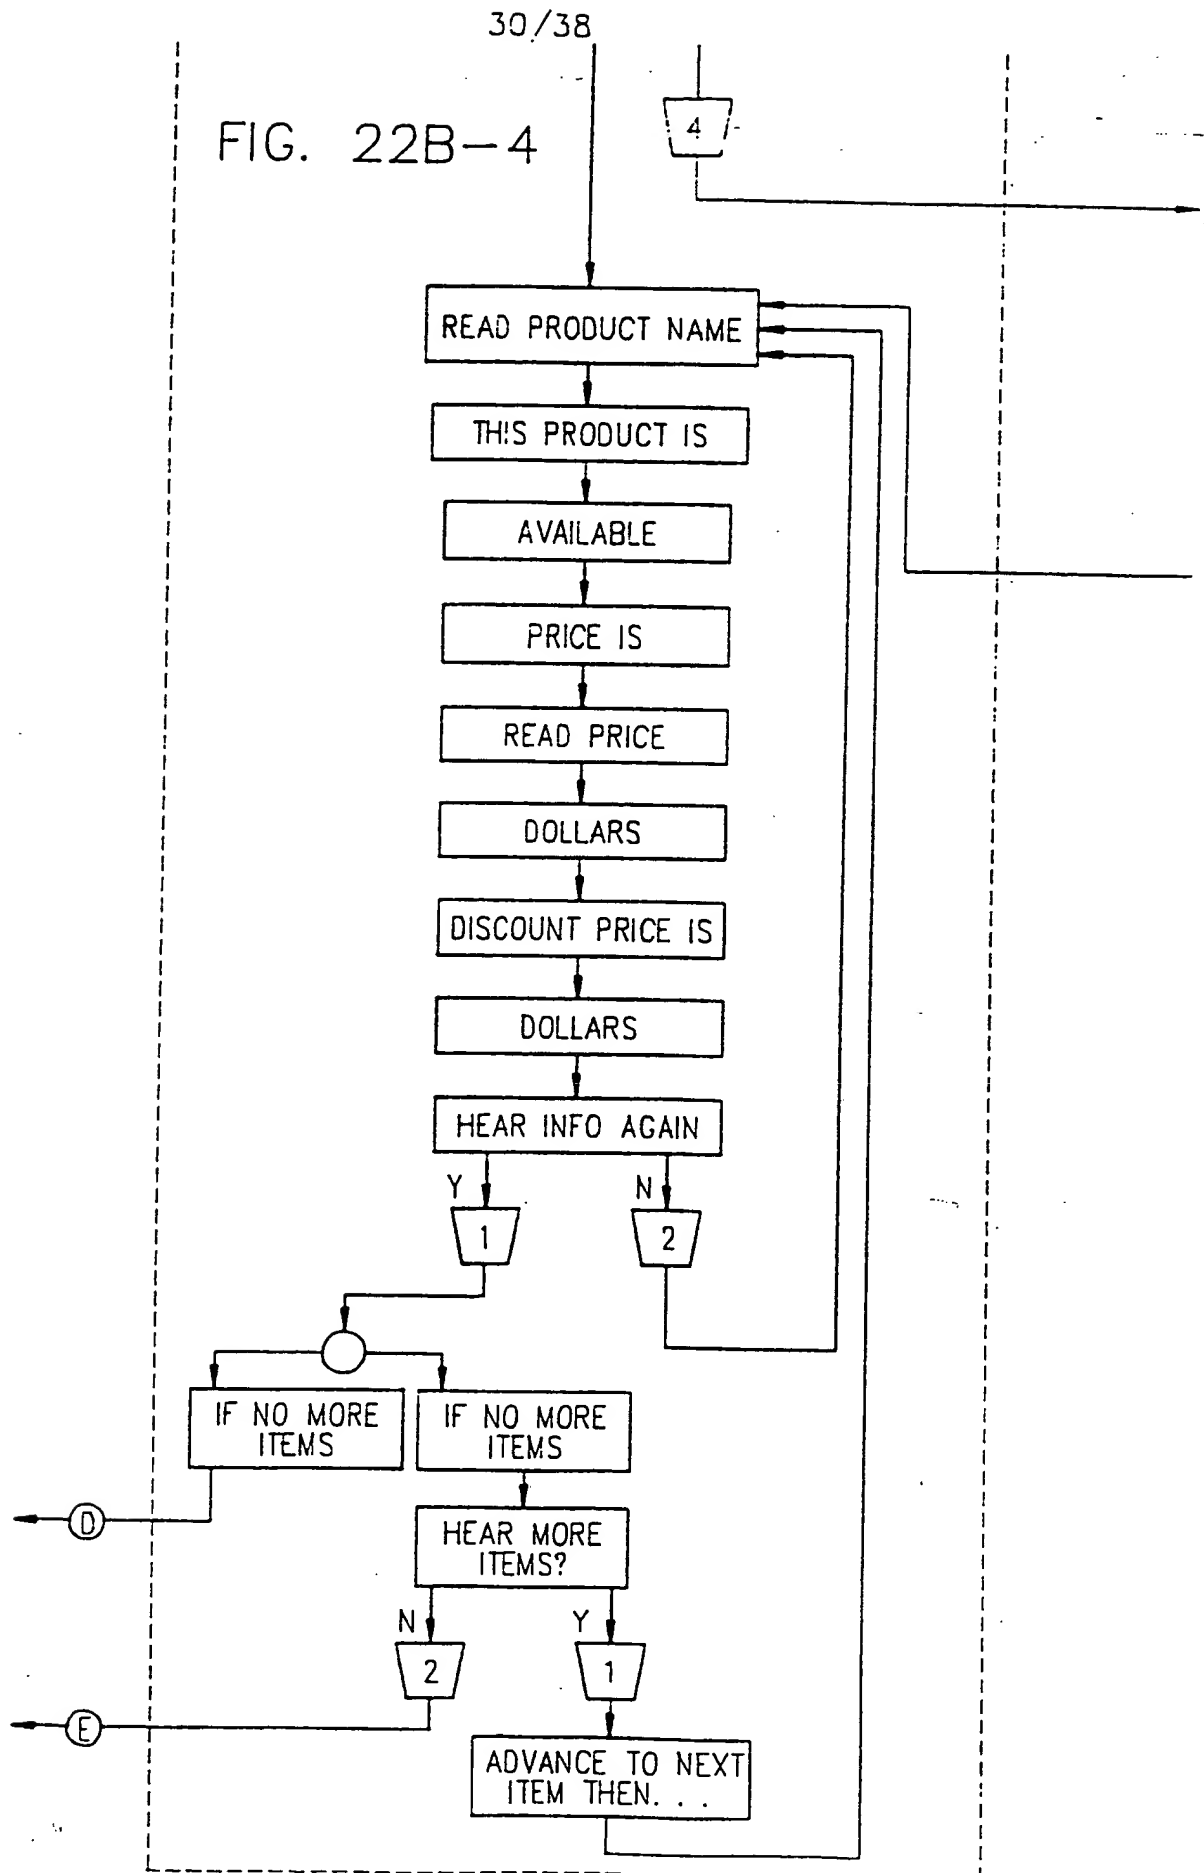 30/38
FIG. 22B-4
4
READ PRODUCT NAME
THIS PRODUCT IS
AVAILABLE
PRICE IS
READ PRICE
DOLLARS
DISCOUNT PRICE IS
DOLLARS
HEAR INFO AGAIN
Y
N
1
2
IF NO MORE
ITEMS
IF NO MORE
ITEMS
D
HEAR MORE
ITEMS?
N
Y
2
1
E
ADVANCE TO NEXT
ITEM THEN. . .